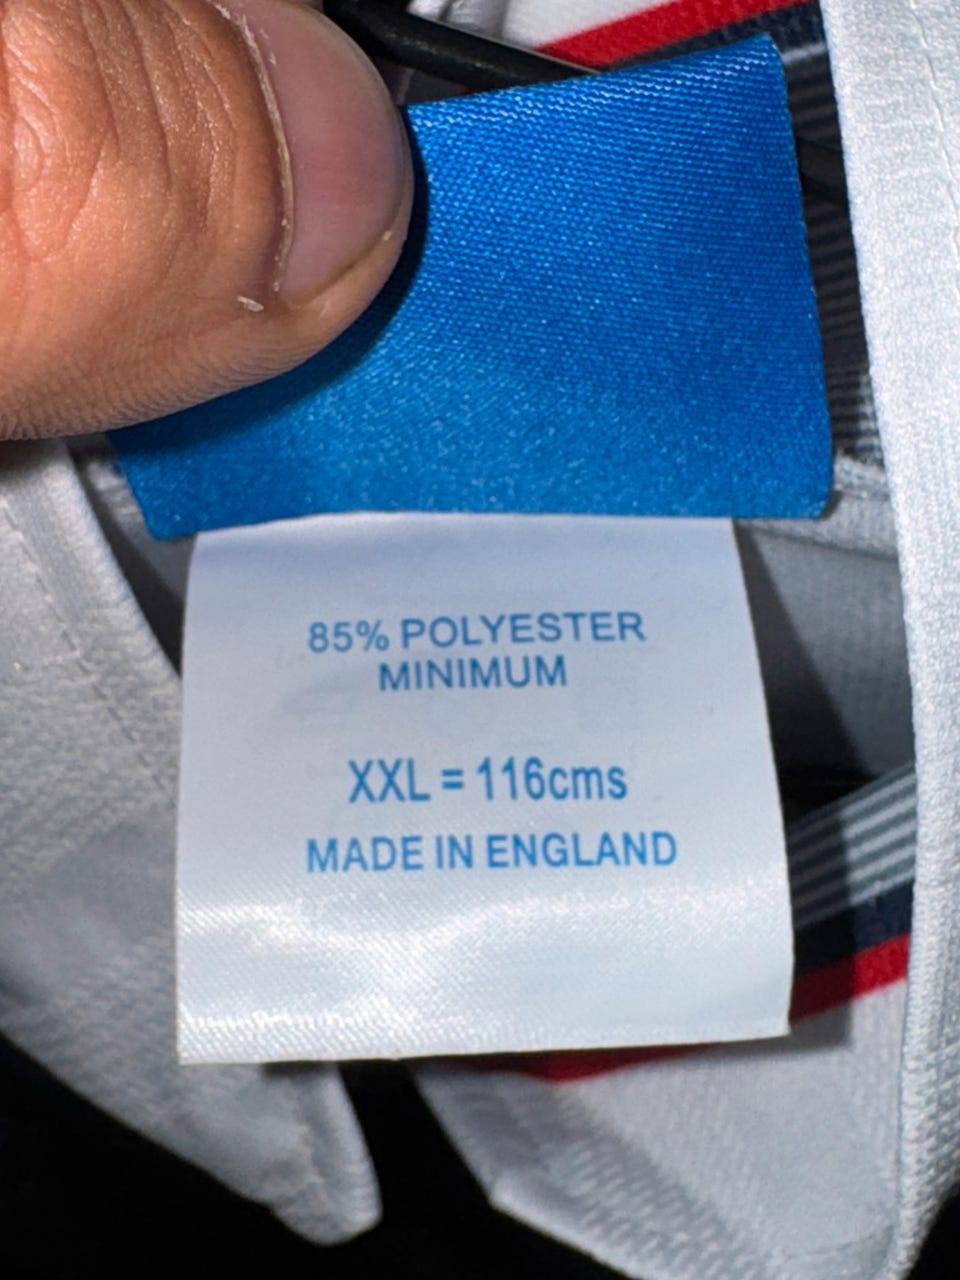 85% POLYESTER
MINIMUM
XXL = 116cms
MADE IN ENGLAND